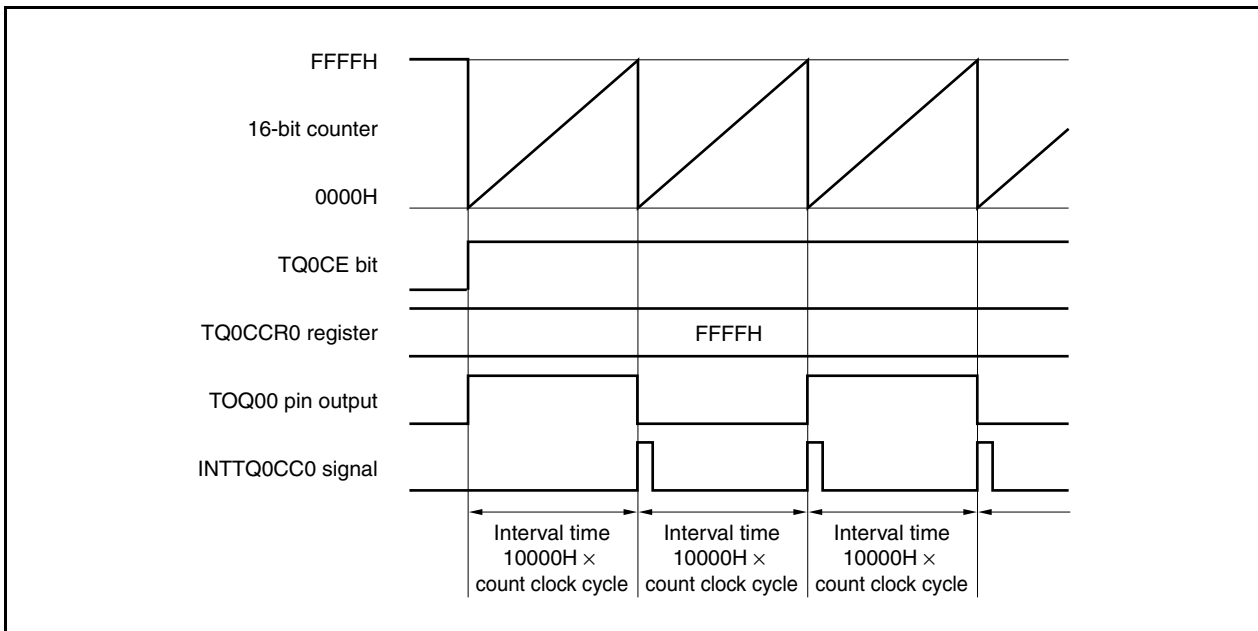 FFFFH
16-bit counter
0000H
TQ0CE bit
TQ0CCR0 register
FFFFH
TOQ00 pin output
INTTQ0CC0 signal
Interval time
10000H ×
count clock cycle
Interval time
10000H ×
count clock cycle
Interval time
10000H ×
count clock cycle